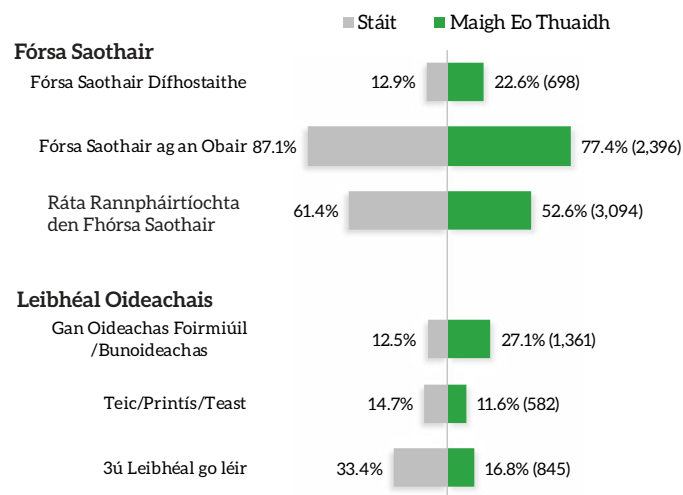 Stáit Maigh Eo Thuaidh
Fórsa Saothair
Fórsa Saothair Dífhostaithe 12.9% 22.6% (698)
Fórsa Saothair ag an Obair 87.1% 77.4% (2,396)
Ráta Rannpháirtíochta
den Fhórsa Saothair 61.4% 52.6% (3,094)
Leibhéal Oideachais
Gan Oideachas Foirmiúil
/Bunoideachas 12.5% 27.1% (1,361)
Teic/Printís/Teast 14.7% 11.6% (582)
3ú Leibhéal go léir 33.4% 16.8% (845)